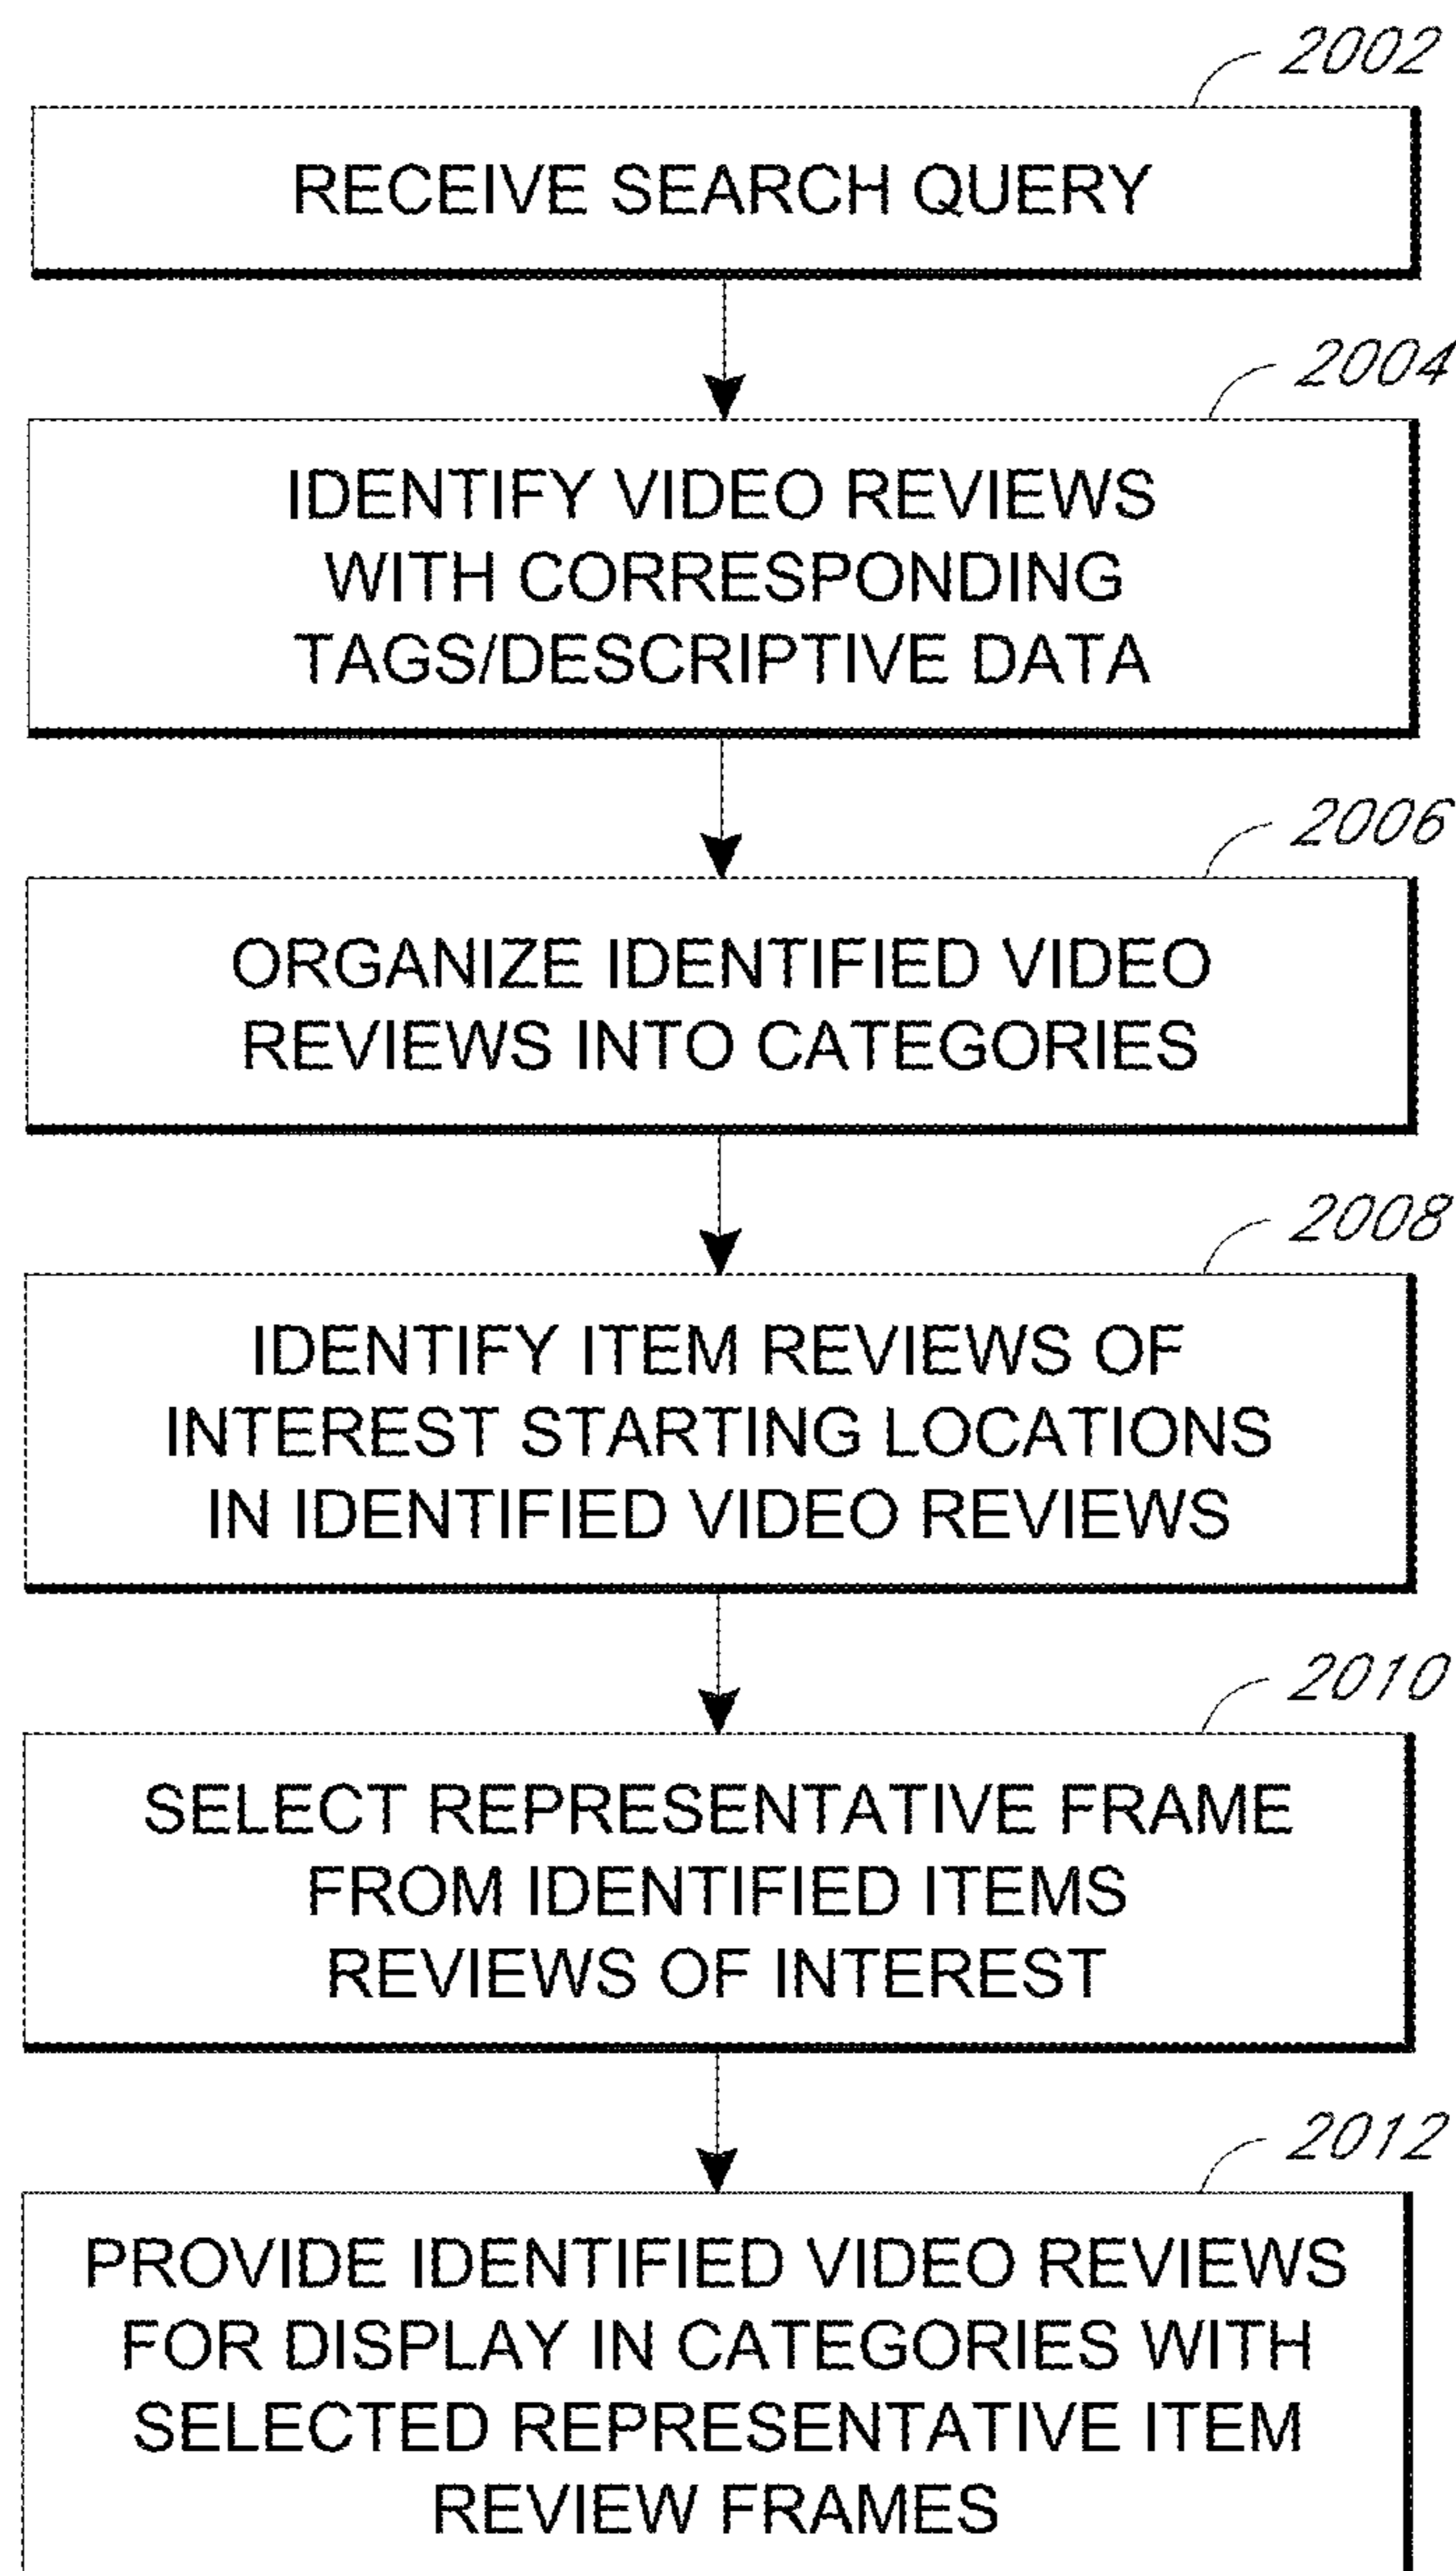 2002
RECEIVE SEARCH QUERY
2004
IDENTIFY VIDEO REVIEWS
WITH CORRESPONDING
TAGS/DESCRIPTIVE DATA
2006
ORGANIZE IDENTIFIED VIDEO
REVIEWS INTO CATEGORIES
2008
IDENTIFY ITEM REVIEWS OF
INTEREST STARTING LOCATIONS
IN IDENTIFIED VIDEO REVIEWS
2010
SELECT REPRESENTATIVE FRAME
FROM IDENTIFIED ITEMS
REVIEWS OF INTEREST
2012
PROVIDE IDENTIFIED VIDEO REVIEWS
FOR DISPLAY IN CATEGORIES WITH
SELECTED REPRESENTATIVE ITEM
REVIEW FRAMES